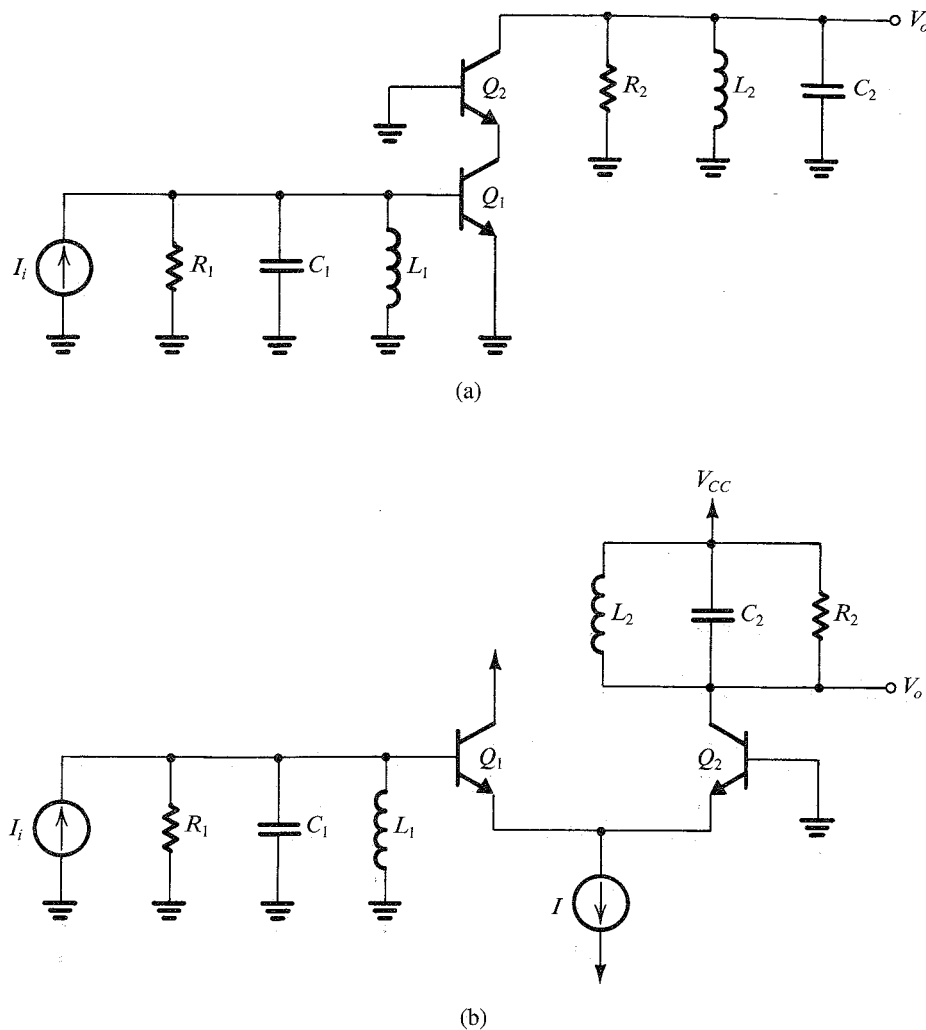 V_o
Q_2
R_2
L_2
C_2
Q_1
I_i
R_1
C_1
L_1
(a)
V_CC
L_2
C_2
R_2
V_o
Q_1
Q_2
I_i
R_1
C_1
L_1
I
(b)